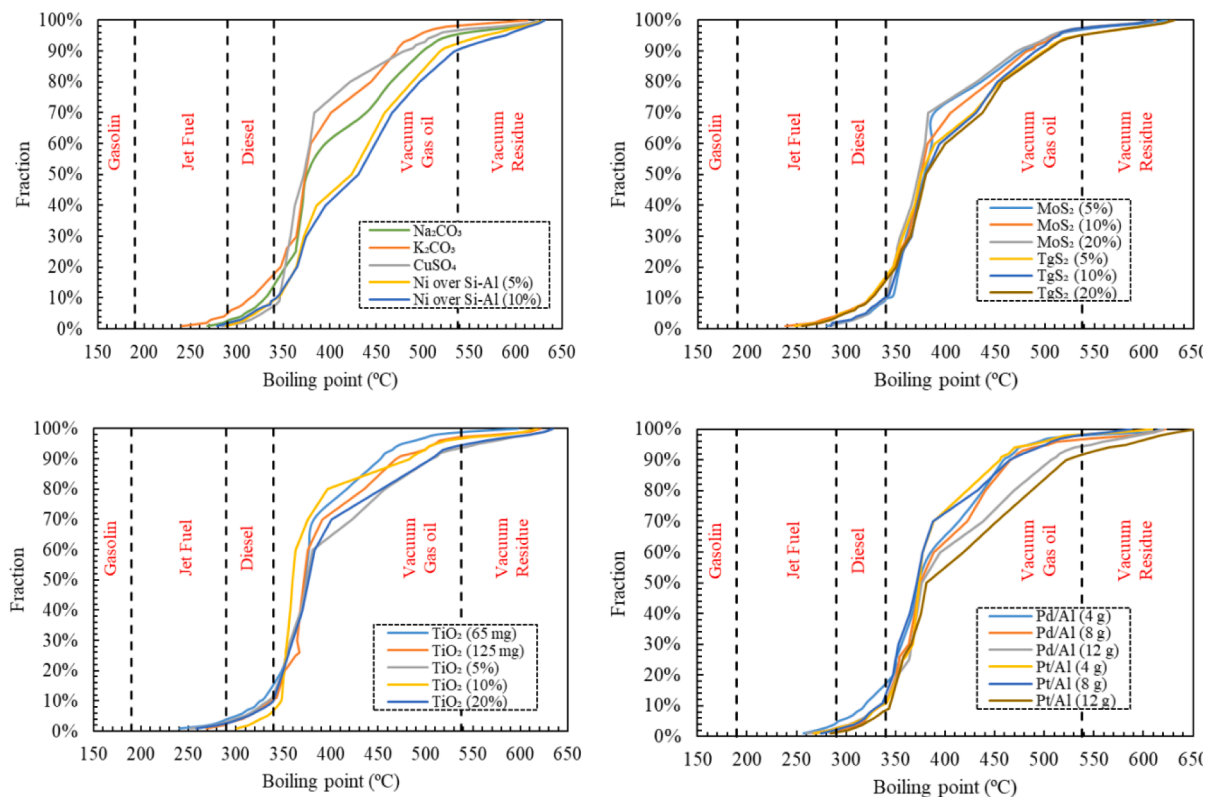 100%
90%
80%
70%
60%
50%
40%
30%
20%
10%
0%
Fraction
Gasolin
Jet Fuel
Diesel
Vacuum
Gas oil
Vacuum
Residue
Na₂CO₃
K₂CO₃
CuSO₄
Ni over Si-Al (5%)
Ni over Si-Al (10%)
150 200 250 300 350 400 450 500 550 600 650
Boiling point (ºC)
100%
90%
80%
70%
60%
50%
40%
30%
20%
10%
0%
Fraction
Gasolin
Jet Fuel
Diesel
Vacuum
Gas oil
Vacuum
Residue
MoS₂ (5%)
MoS₂ (10%)
MoS₂ (20%)
TgS₂ (5%)
TgS₂ (10%)
TgS₂ (20%)
150 200 250 300 350 400 450 500 550 600 650
Boiling point (ºC)
100%
90%
80%
70%
60%
50%
40%
30%
20%
10%
0%
Fraction
Gasolin
Jet Fuel
Diesel
Vacuum
Gas oil
Vacuum
Residue
TiO₂ (65 mg)
TiO₂ (125 mg)
TiO₂ (5%)
TiO₂ (10%)
TiO₂ (20%)
150 200 250 300 350 400 450 500 550 600 650
Boiling point (ºC)
100%
90%
80%
70%
60%
50%
40%
30%
20%
10%
0%
Fraction
Gasolin
Jet Fuel
Diesel
Vacuum
Gas oil
Vacuum
Residue
Pd/Al (4 g)
Pd/Al (8 g)
Pd/Al (12 g)
Pt/Al (4 g)
Pt/Al (8 g)
Pt/Al (12 g)
150 200 250 300 350 400 450 500 550 600 650
Boiling point (ºC)